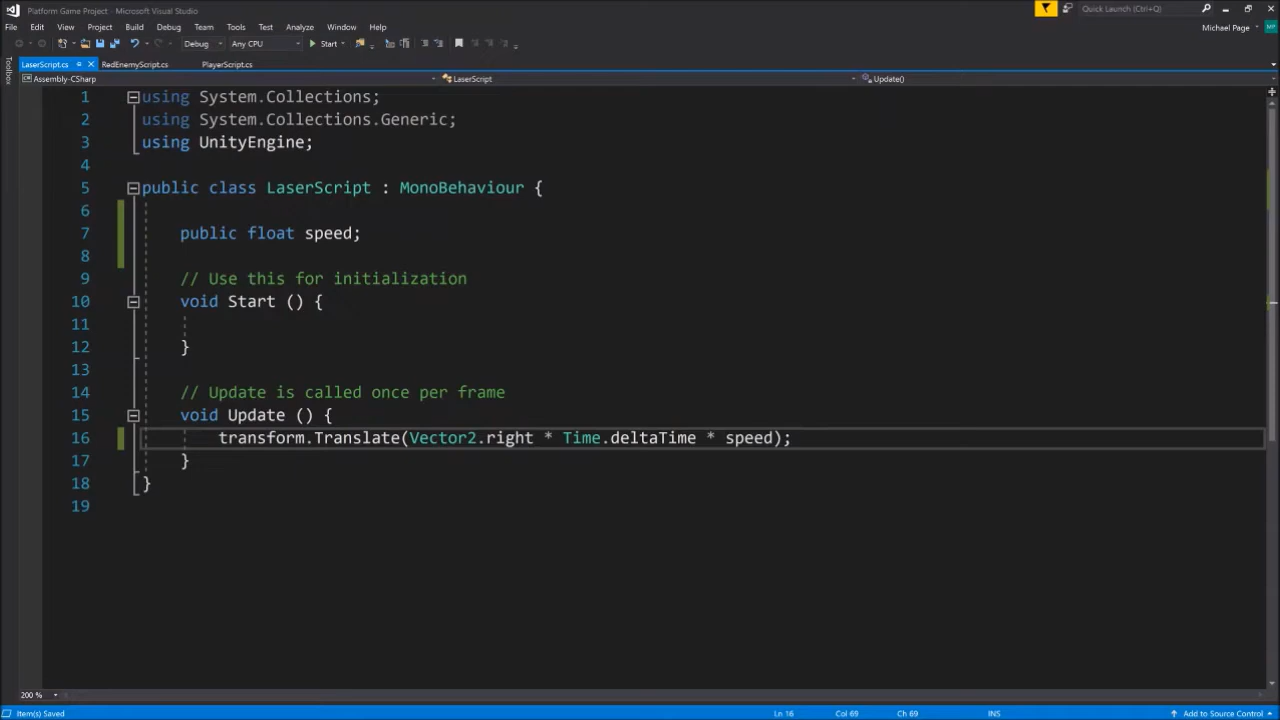 Platform Game Project - Microsoft Visual Studio
Quick Launch (Ctrl+Q)
File Edit View Project Build Debug Team Tools Test Analyze Window Help
Michael Page MP
Debug Any CPU Start
LaserScript.cs RedEnemyScript.cs PlayerScript.cs
Toolbox
Assembly-CSharp LaserScript Update()
1 using System.Collections;
2 using System.Collections.Generic;
3 using UnityEngine;
4
5 public class LaserScript : MonoBehaviour {
6
7 public float speed;
8
9 // Use this for initialization
10 void Start () {
11
12 }
13
14 // Update is called once per frame
15 void Update () {
16 transform.Translate(Vector2.right * Time.deltaTime * speed);
17 }
18 }
19
200 %
Item(s) Saved Ln 16 Col 69 Ch 69 INS Add to Source Control